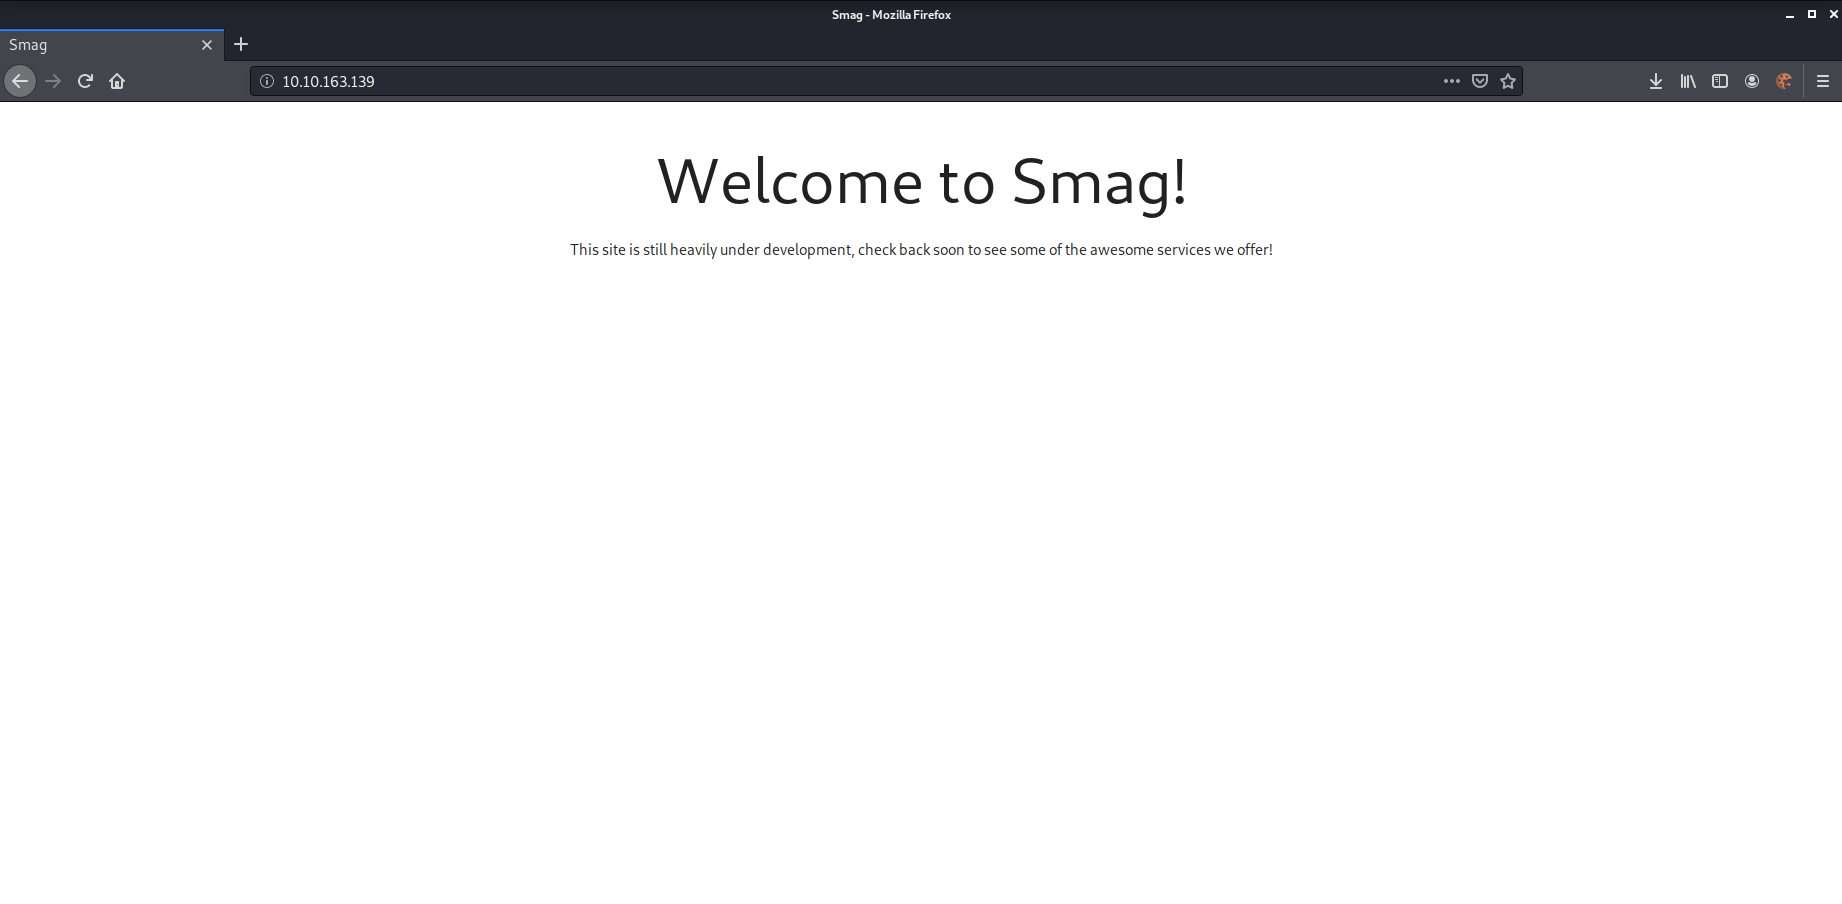 Smag - Mozilla Firefox
Smag
10.10.163.139
Welcome to Smag!
This site is still heavily under development, check back soon to see some of the awesome services we offer!